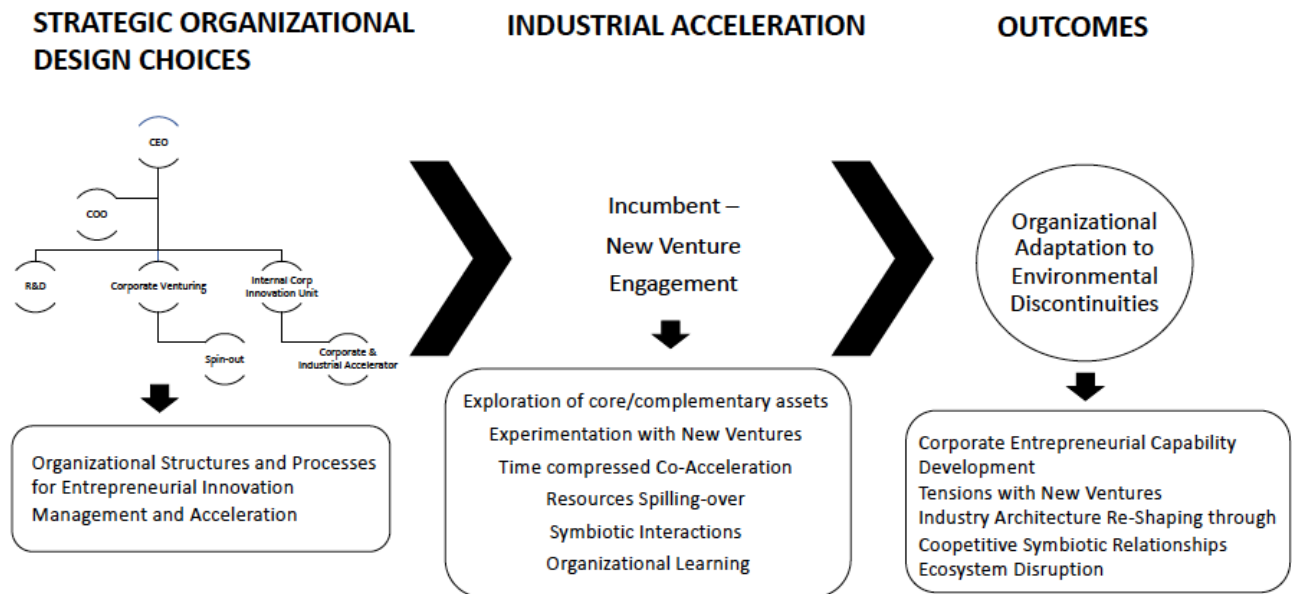 STRATEGIC ORGANIZATIONAL
DESIGN CHOICES
CEO
COO
R&D
Corporate Venturing
Internal Corp
Innovation Unit
Spin-out
Corporate &
Industrial Accelerator
Organizational Structures and Processes
for Entrepreneurial Innovation
Management and Acceleration
INDUSTRIAL ACCELERATION
Incumbent –
New Venture
Engagement
Exploration of core/complementary assets
Experimentation with New Ventures
Time compressed Co-Acceleration
Resources Spilling-over
Symbiotic Interactions
Organizational Learning
OUTCOMES
Organizational
Adaptation to
Environmental
Discontinuities
Corporate Entrepreneurial Capability
Development
Tensions with New Ventures
Industry Architecture Re-Shaping through
Coopetitive Symbiotic Relationships
Ecosystem Disruption